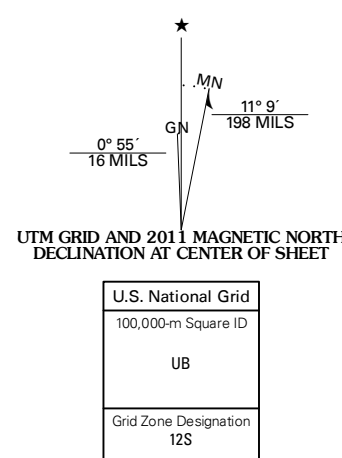 ★
MN
GN
11° 9´
198 MILS
0° 55´
16 MILS
UTM GRID AND 2011 MAGNETIC NORTH
DECLINATION AT CENTER OF SHEET
U.S. National Grid
100,000-m Square ID
UB
Grid Zone Designation
12S